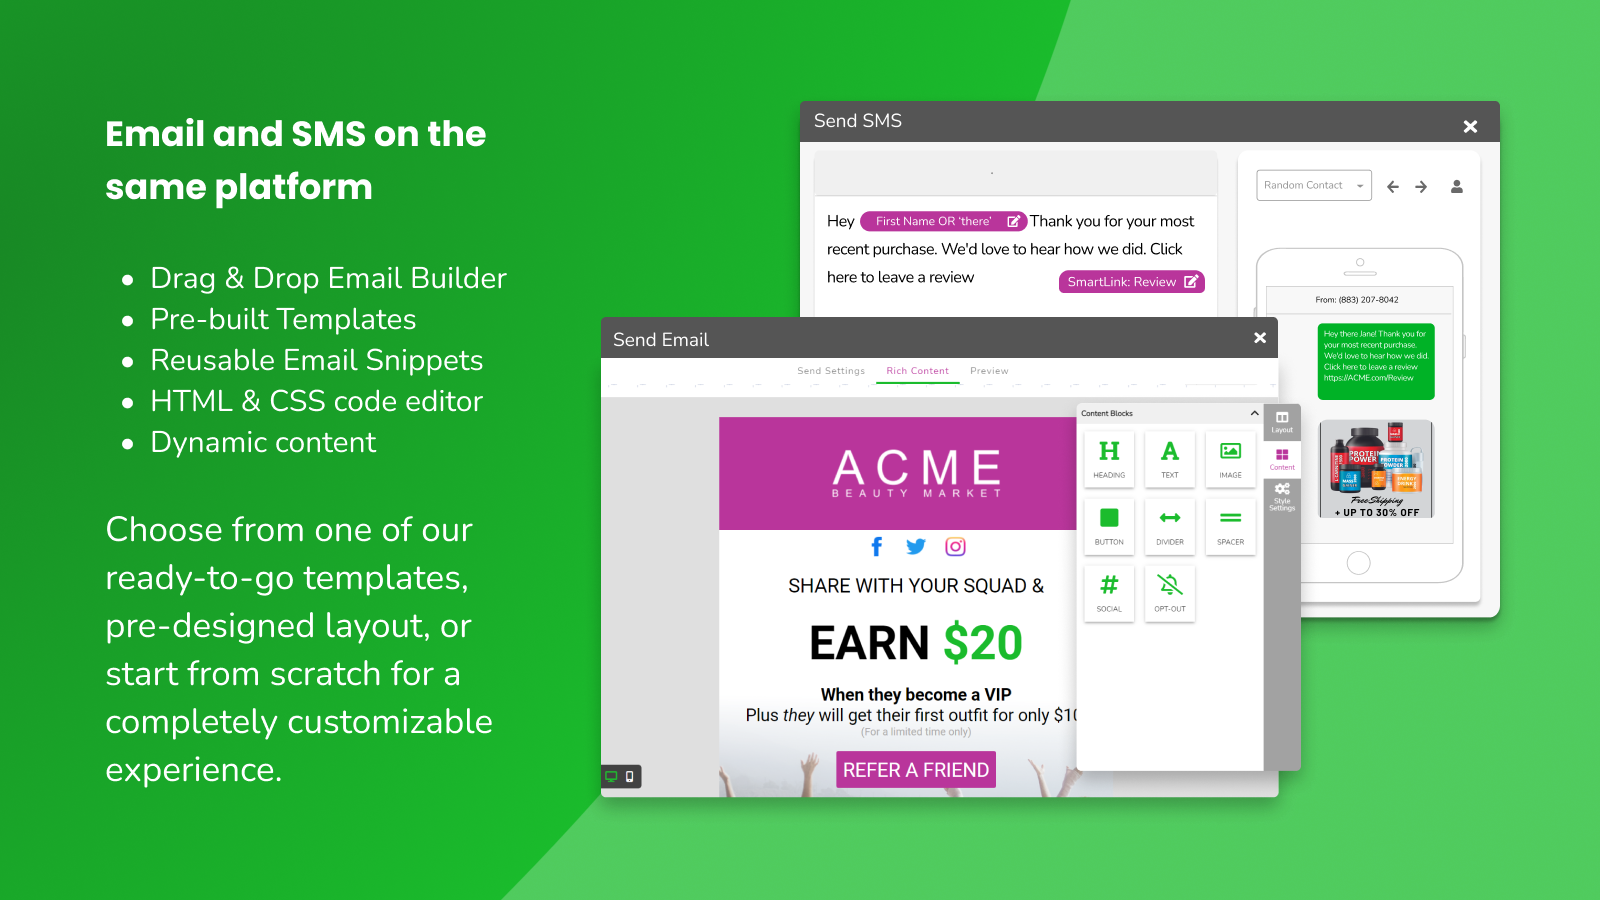 Email and SMS on the
same platform
Drag & Drop Email Builder
Pre-built Templates
Reusable Email Snippets
HTML & CSS code editor
Dynamic content
Choose from one of our
ready-to-go templates,
pre-designed layout, or
start from scratch for a
completely customizable
experience.
Send SMS
Hey First Name OR 'there' Thank you for your most
recent purchase. We'd love to hear how we did. Click
here to leave a review SmartLink: Review
Random Contact
From: (883) 207-8042
Hey there Jane! Thank you for
your most recent purchase.
We'd love to hear how we did.
Click here to leave a review
https://ACME.com/Review
PROTEIN
POWER
PROTEIN
POWDER
MASS
GAINER
ENERGY
DRINK
Free Shipping
+ UP TO 30% OFF
Send Email
Send Settings Rich Content Preview
ACME
BEAUTY MARKET
SHARE WITH YOUR SQUAD &
EARN $20
When they become a VIP
Plus they will get their first outfit for only $10
(For a limited time only)
REFER A FRIEND
Content Blocks
HEADING TEXT IMAGE
BUTTON DIVIDER SPACER
SOCIAL OPT-OUT
Layout
Content
Style
Settings